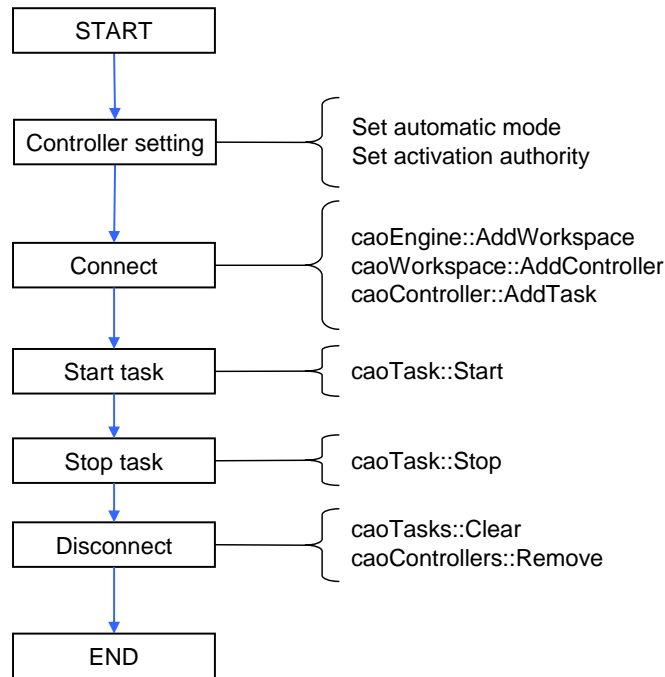 START
Controller setting
Set automatic mode
Set activation authority
Connect
caoEngine::AddWorkspace
caoWorkspace::AddController
caoController::AddTask
Start task
caoTask::Start
Stop task
caoTask::Stop
Disconnect
caoTasks::Clear
caoControllers::Remove
END